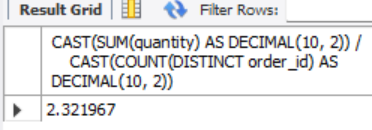 Result Grid Filter Rows:
CAST(SUM(quantity) AS DECIMAL(10, 2)) /
CAST(COUNT(DISTINCT order_id) AS
DECIMAL(10, 2))
2.321967